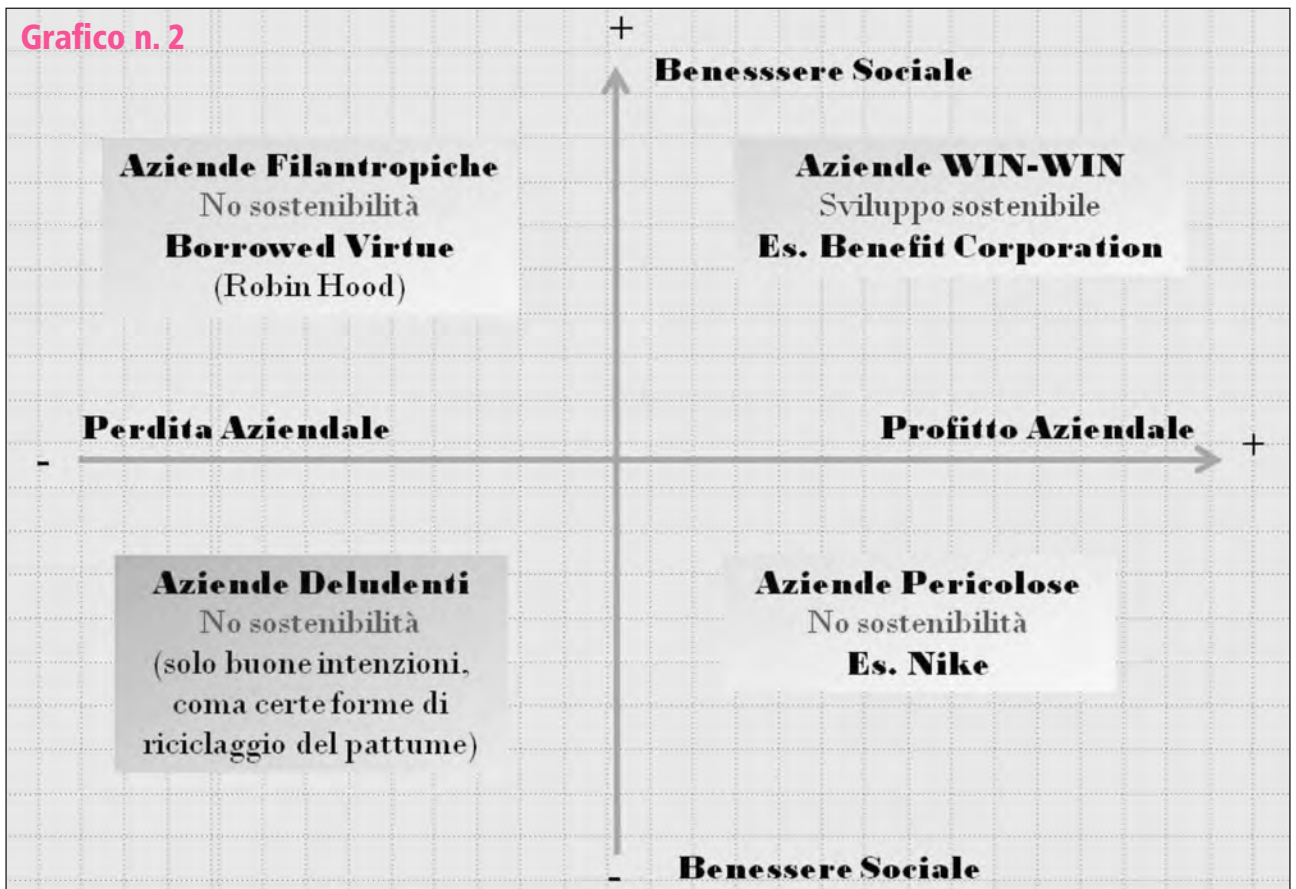 Grafico n. 2
+
Benesssere Sociale
Aziende Filantropiche
No sostenibilità
Borrowed Virtue
(Robin Hood)
Aziende WIN-WIN
Sviluppo sostenibile
Es. Benefit Corporation
Perdita Aziendale
Profitto Aziendale
-
+
Aziende Deludenti
No sostenibilità
(solo buone intenzioni,
coma certe forme di
riciclaggio del pattume)
Aziende Pericolose
No sostenibilità
Es. Nike
-
Benessere Sociale